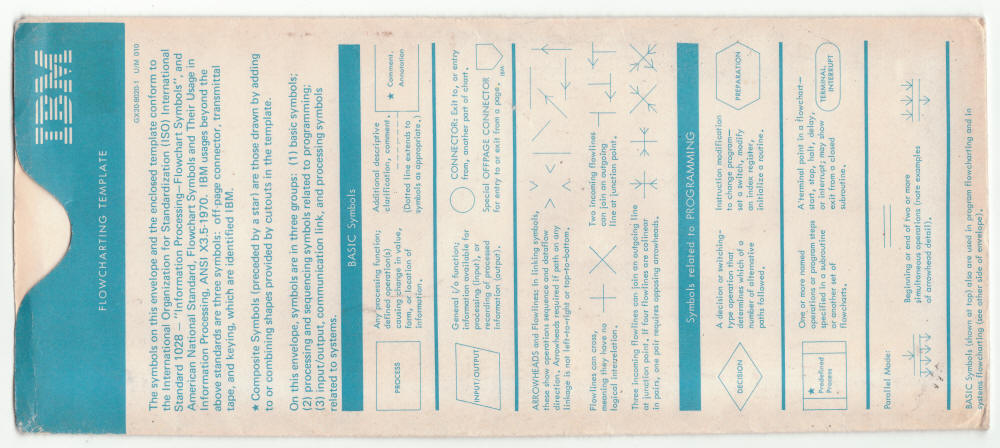 IBM
GX20-8020-1 U/M 010
FLOWCHARTING TEMPLATE
The symbols on this envelope and the enclosed template conform to
the International Organization for Standardization (ISO) International
Standard 1028 — "Information Processing—Flowchart Symbols", and
American National Standard, Flowchart Symbols and Their Usage in
Information Processing, ANSI X3.5-1970. IBM usages beyond the
above standards are three symbols: off-page connector, transmittal
tape, and keying, which are identified IBM.
★ Composite Symbols (preceded by a star) are those drawn by adding
to or combining shapes provided by cutouts in the template.
On this envelope, symbols are in three groups: (1) basic symbols;
(2) processing and sequencing symbols related to programming;
(3) input/output, communication link, and processing symbols
related to systems.
BASIC Symbols
PROCESS
Any processing function;
defined operation(s)
causing change in value,
form, or location of
information.
Additional descriptive
clarification, comment.
(Dotted line extends to
symbols as appropriate.)
★ Comment,
Annotation
INPUT/OUTPUT
General i/o function;
information available for
processing (input), or
recording of processed
information (output).
CONNECTOR: Exit to, or entry
from, another part of chart.
Special OFFPAGE CONNECTOR
for entry to or exit from a page.
IBM
ARROWHEADS and Flowlines: In linking symbols,
these show operations sequence and dataflow
direction. Arrowheads required if path on any
linkage is not left-to-right or top-to-bottom.
Flowlines can cross,
meaning they have no
logical interrelation.
Two incoming flowlines
can join an outgoing
line at junction point.
Three incoming flowlines can join an outgoing line
at junction point. If four flowlines are colinear
in pairs, one pair requires opposing arrowheads.
Symbols related to PROGRAMMING
DECISION
A decision or switching-
type operation that
determines which of a
number of alternative
paths followed.
Instruction modification
to change program—
set a switch, modify
an index register,
initialize a routine.
PREPARATION
★
Predefined
Process
One or more named
operations or program steps
specified in a subroutine
or another set of
flowcharts.
A terminal point in a flowchart—
start, stop, halt, delay,
or interrupt; may show
exit from a closed
subroutine.
TERMINAL,
INTERRUPT
Parallel Mode:
Beginning or end of two or more
simultaneous operations (note examples
of arrowhead detail).
BASIC Symbols (shown at top) also are used in program flowcharting and in
systems flowcharting (see other side of envelope).